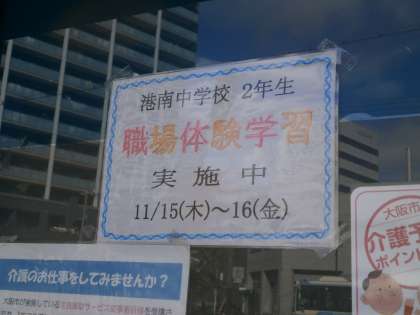 港南中学校 2年生
職場体験学習
実施中
11/15(木)～16(金)
介護のお仕事をしてみませんか?
大阪市
介護予
ポイン